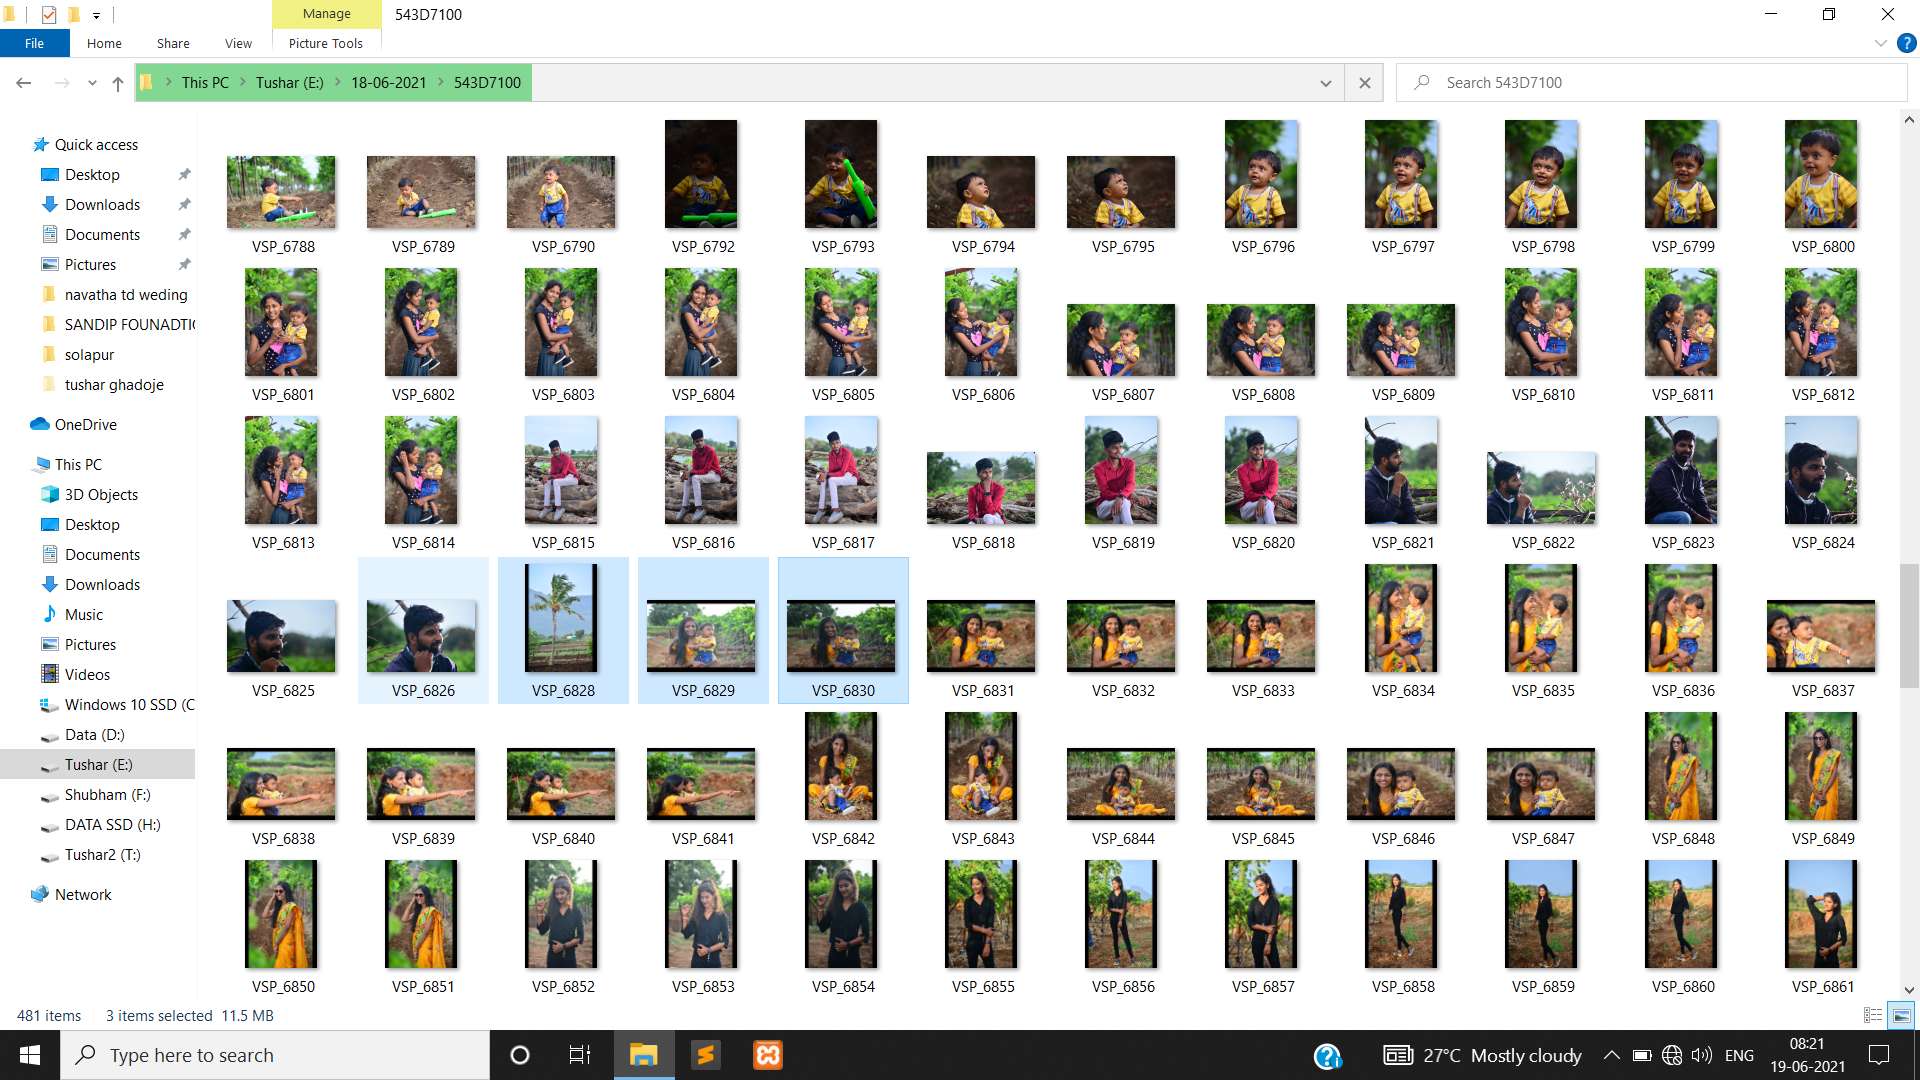 Manage
543D7100
File
Home
Share
View
Picture Tools
This PC
Tushar (E:)
18-06-2021
543D7100
Search 543D7100
Quick access
Desktop
Downloads
Documents
Pictures
navatha td weding
SANDIP FOUNADTIC
solapur
tushar ghadoje
OneDrive
This PC
3D Objects
Desktop
Documents
Downloads
Music
Pictures
Videos
Windows 10 SSD (C
Data (D:)
Tushar (E:)
Shubham (F:)
DATA SSD (H:)
Tushar2 (T:)
Network
VSP_6788 VSP_6789 VSP_6790 VSP_6792 VSP_6793 VSP_6794 VSP_6795 VSP_6796 VSP_6797 VSP_6798 VSP_6799 VSP_6800
VSP_6801 VSP_6802 VSP_6803 VSP_6804 VSP_6805 VSP_6806 VSP_6807 VSP_6808 VSP_6809 VSP_6810 VSP_6811 VSP_6812
VSP_6813 VSP_6814 VSP_6815 VSP_6816 VSP_6817 VSP_6818 VSP_6819 VSP_6820 VSP_6821 VSP_6822 VSP_6823 VSP_6824
VSP_6825 VSP_6826 VSP_6828 VSP_6829 VSP_6830 VSP_6831 VSP_6832 VSP_6833 VSP_6834 VSP_6835 VSP_6836 VSP_6837
VSP_6838 VSP_6839 VSP_6840 VSP_6841 VSP_6842 VSP_6843 VSP_6844 VSP_6845 VSP_6846 VSP_6847 VSP_6848 VSP_6849
VSP_6850 VSP_6851 VSP_6852 VSP_6853 VSP_6854 VSP_6855 VSP_6856 VSP_6857 VSP_6858 VSP_6859 VSP_6860 VSP_6861
481 items 3 items selected 11.5 MB
Type here to search
27°C Mostly cloudy
ENG
08:21
19-06-2021